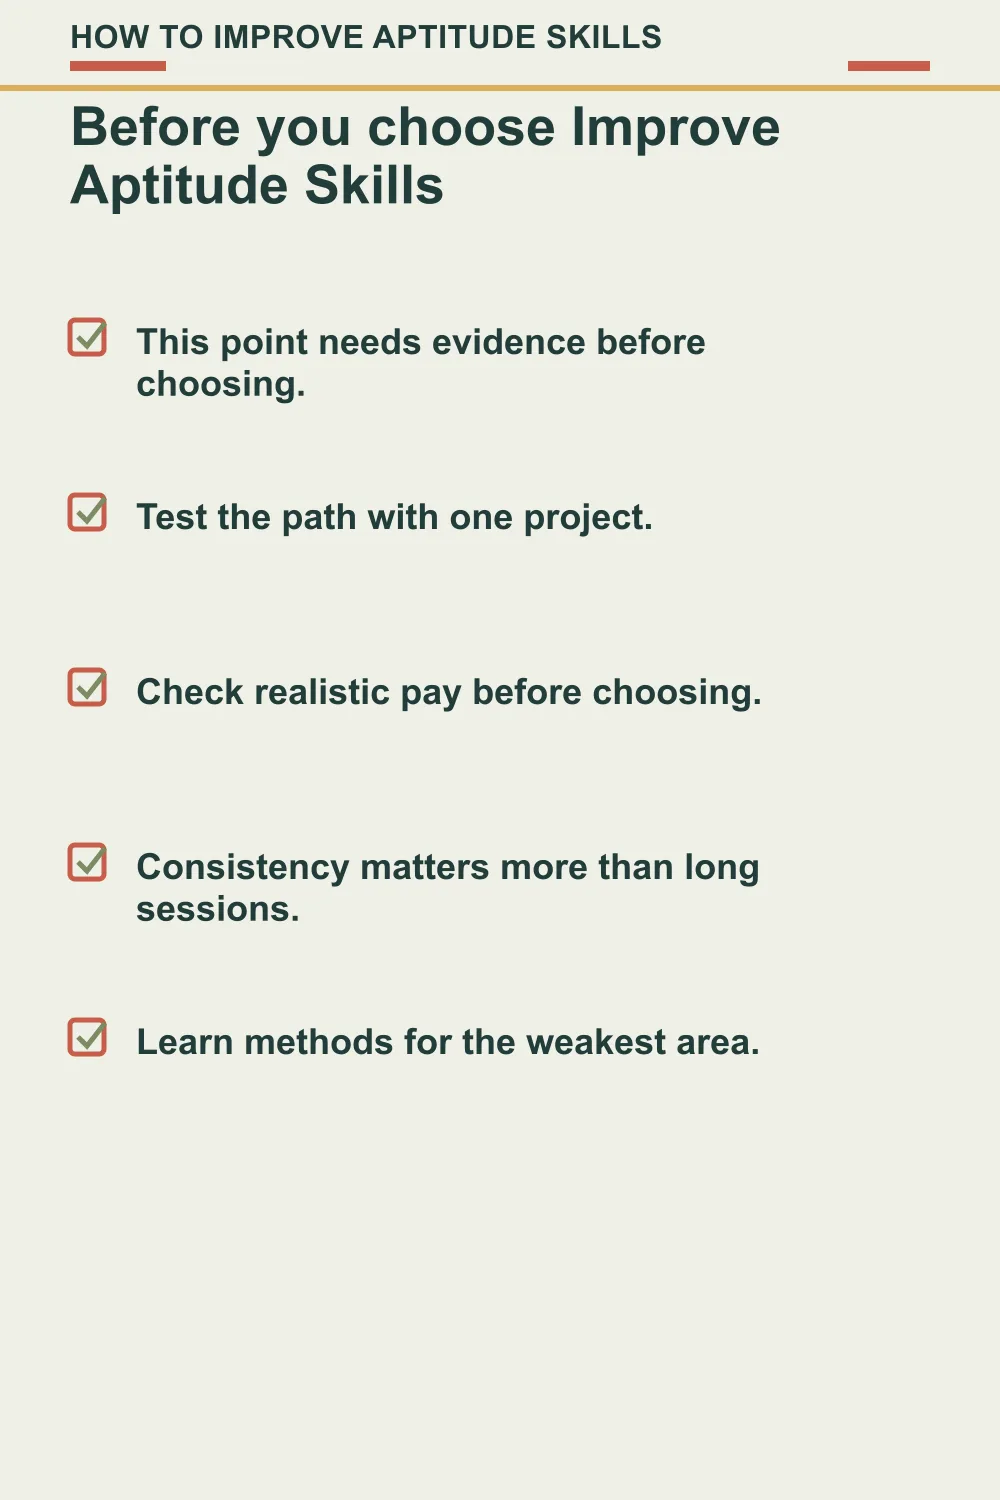 HOW TO IMPROVE APTITUDE SKILLS
Before you choose Improve
Aptitude Skills
This point needs evidence before
choosing.
Test the path with one project.
Check realistic pay before choosing.
Consistency matters more than long
sessions.
Learn methods for the weakest area.